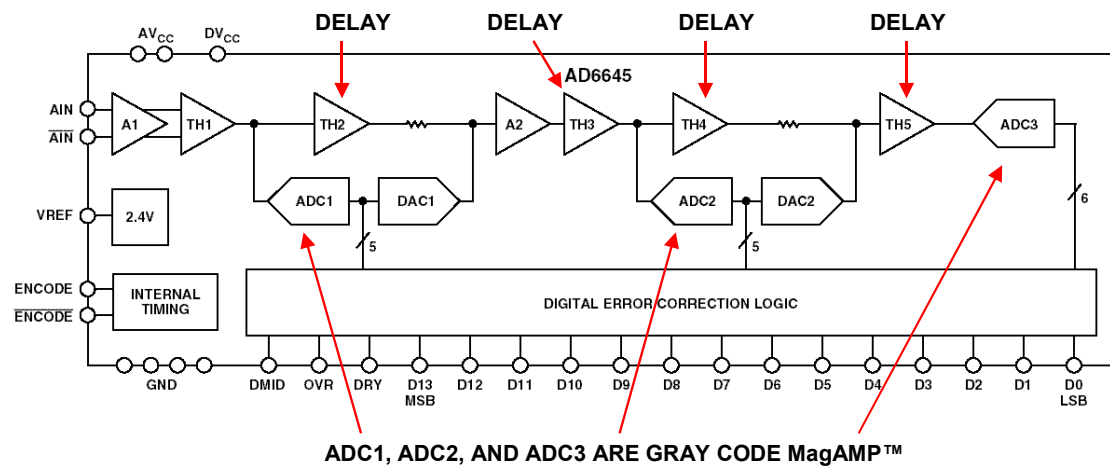 DELAY DELAY DELAY DELAY
AVCC DVCC
AD6645
AIN
AIN
A1 TH1 TH2 A2 TH3 TH4 TH5 ADC3
ADC1 DAC1 ADC2 DAC2
VREF 2.4V
5 5 6
ENCODE
ENCODE
INTERNAL
TIMING
DIGITAL ERROR CORRECTION LOGIC
GND DMID OVR DRY D13 D12 D11 D10 D9 D8 D7 D6 D5 D4 D3 D2 D1 D0
MSB LSB
ADC1, ADC2, AND ADC3 ARE GRAY CODE MagAMP™